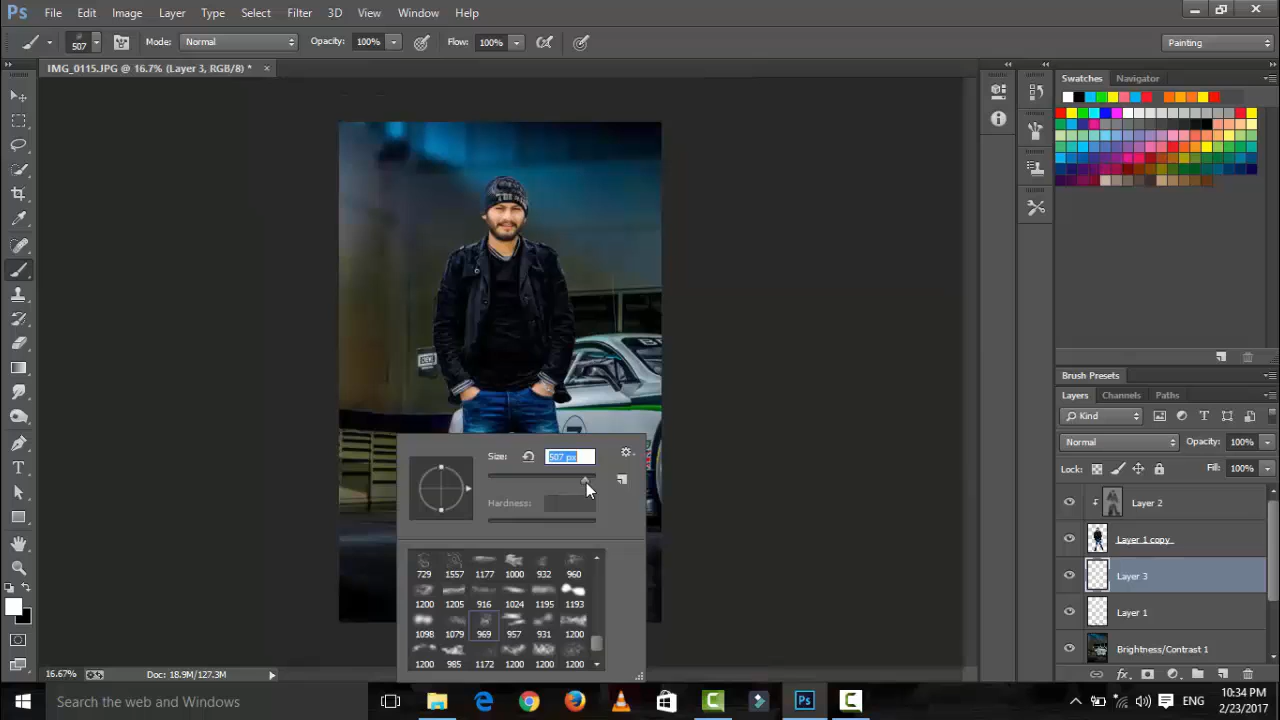 Ps File Edit Image Layer Type Select Filter 3D View Window Help
507 Mode: Normal Opacity: 100% Flow: 100% Painting
IMG_0115.JPG @ 16.7% (Layer 3, RGB/8) * ×
Swatches Navigator
Brush Presets
Layers Channels Paths
Kind
Normal Opacity: 100%
Lock: Fill: 100%
Layer 2
Layer 1 copy
Layer 3
Layer 1
Brightness/Contrast 1
Size: 507 px
Hardness:
729 1557 1177 1000 932 960
1200 1205 916 1024 1195 1193
1098 1079 969 957 931 1200
1200 985 1172 1200 1200 1200
16.67% Doc: 18.9M/127.3M
Search the web and Windows
ENG
10:34 PM
2/23/2017